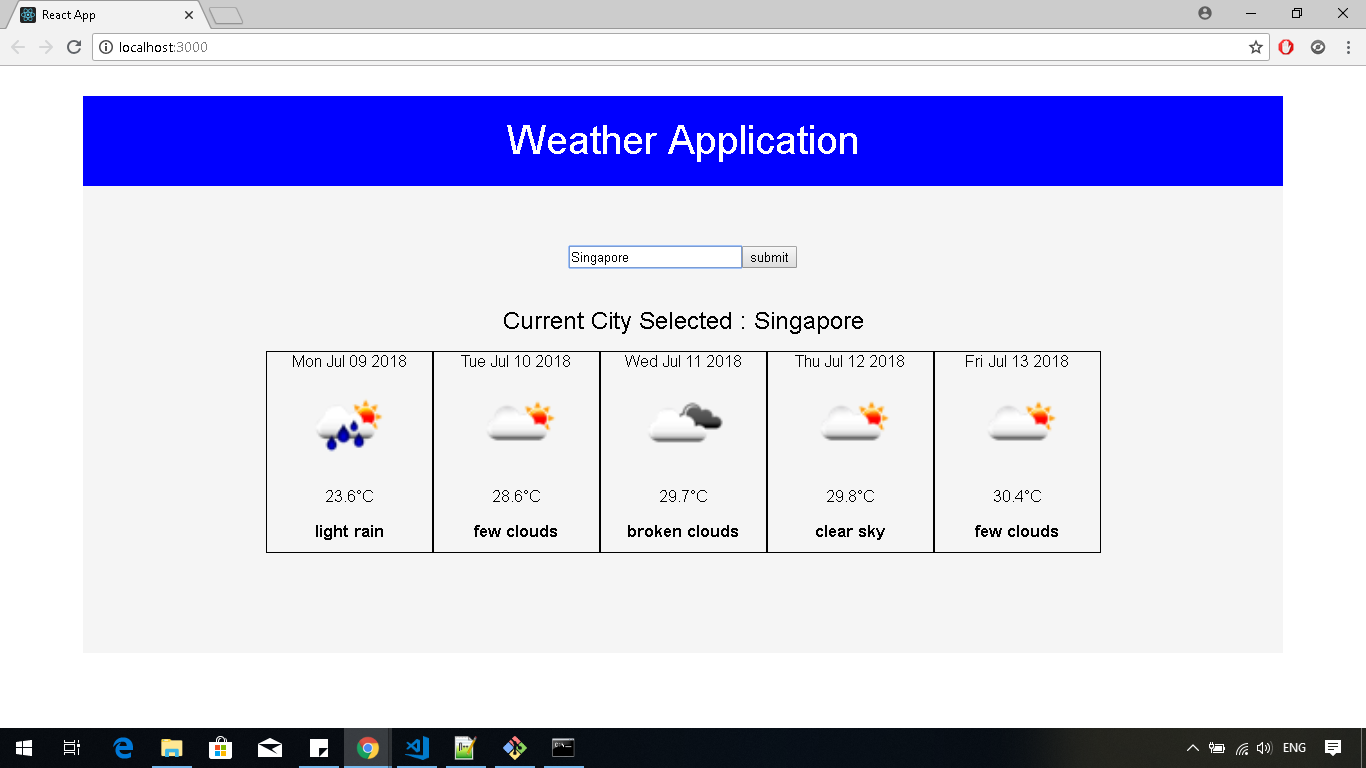 React App
localhost:3000
Weather Application
Singapore submit
Current City Selected : Singapore
Mon Jul 09 2018 Tue Jul 10 2018 Wed Jul 11 2018 Thu Jul 12 2018 Fri Jul 13 2018
23.6°C 28.6°C 29.7°C 29.8°C 30.4°C
light rain few clouds broken clouds clear sky few clouds
ENG